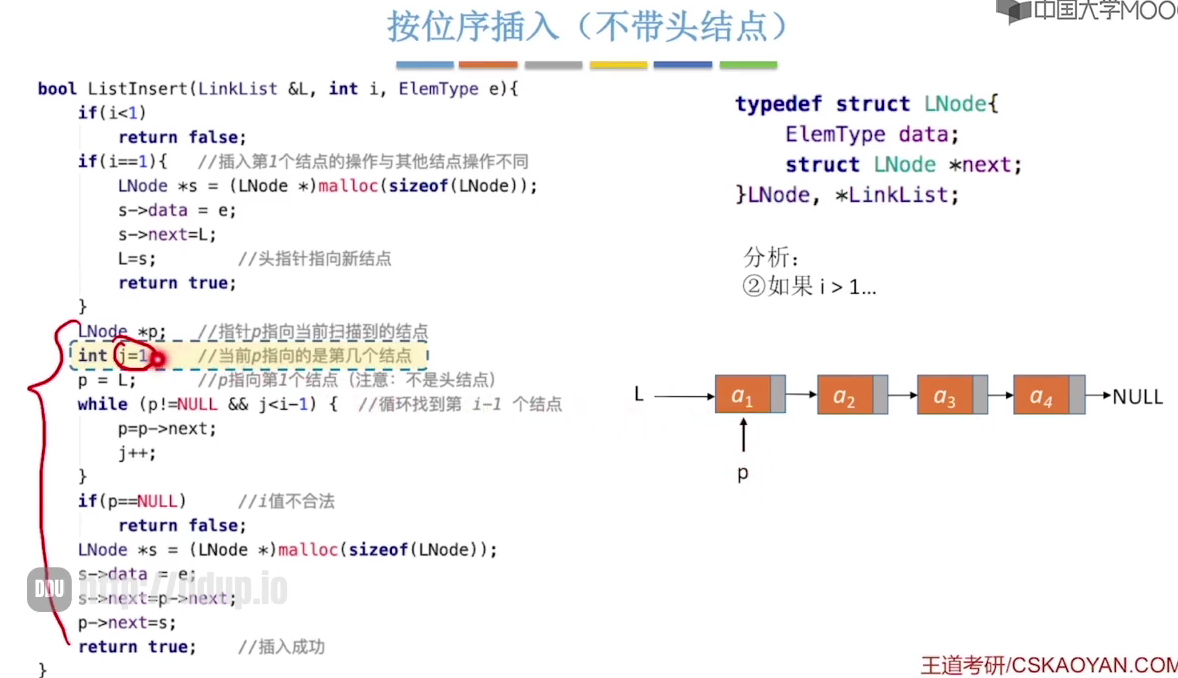 按位序插入（不带头结点）
中国大学MOOC
bool ListInsert(LinkList &L, int i, ElemType e){
if(i<1)
return false;
if(i==1){ //插入第1个结点的操作与其他结点操作不同
LNode *s = (LNode *)malloc(sizeof(LNode));
s->data = e;
s->next=L;
L=s; //头指针指向新结点
return true;
}
LNode *p; //指针p指向当前扫描到的结点
int j=1 //当前p指向的是第几个结点
p = L; //p指向第1个结点（注意：不是头结点）
while (p!=NULL && j<i-1) { //循环找到第 i-1 个结点
p=p->next;
j++;
}
if(p==NULL) //i值不合法
return false;
LNode *s = (LNode *)malloc(sizeof(LNode));
s->data = e;
s->next=p->next;
p->next=s;
return true; //插入成功
}
typedef struct LNode{
ElemType data;
struct LNode *next;
}LNode, *LinkList;
分析：
②如果 i > 1…
L a1 a2 a3 a4 NULL
p
DDU http://ddup.io
王道考研/CSKAOYAN.COM